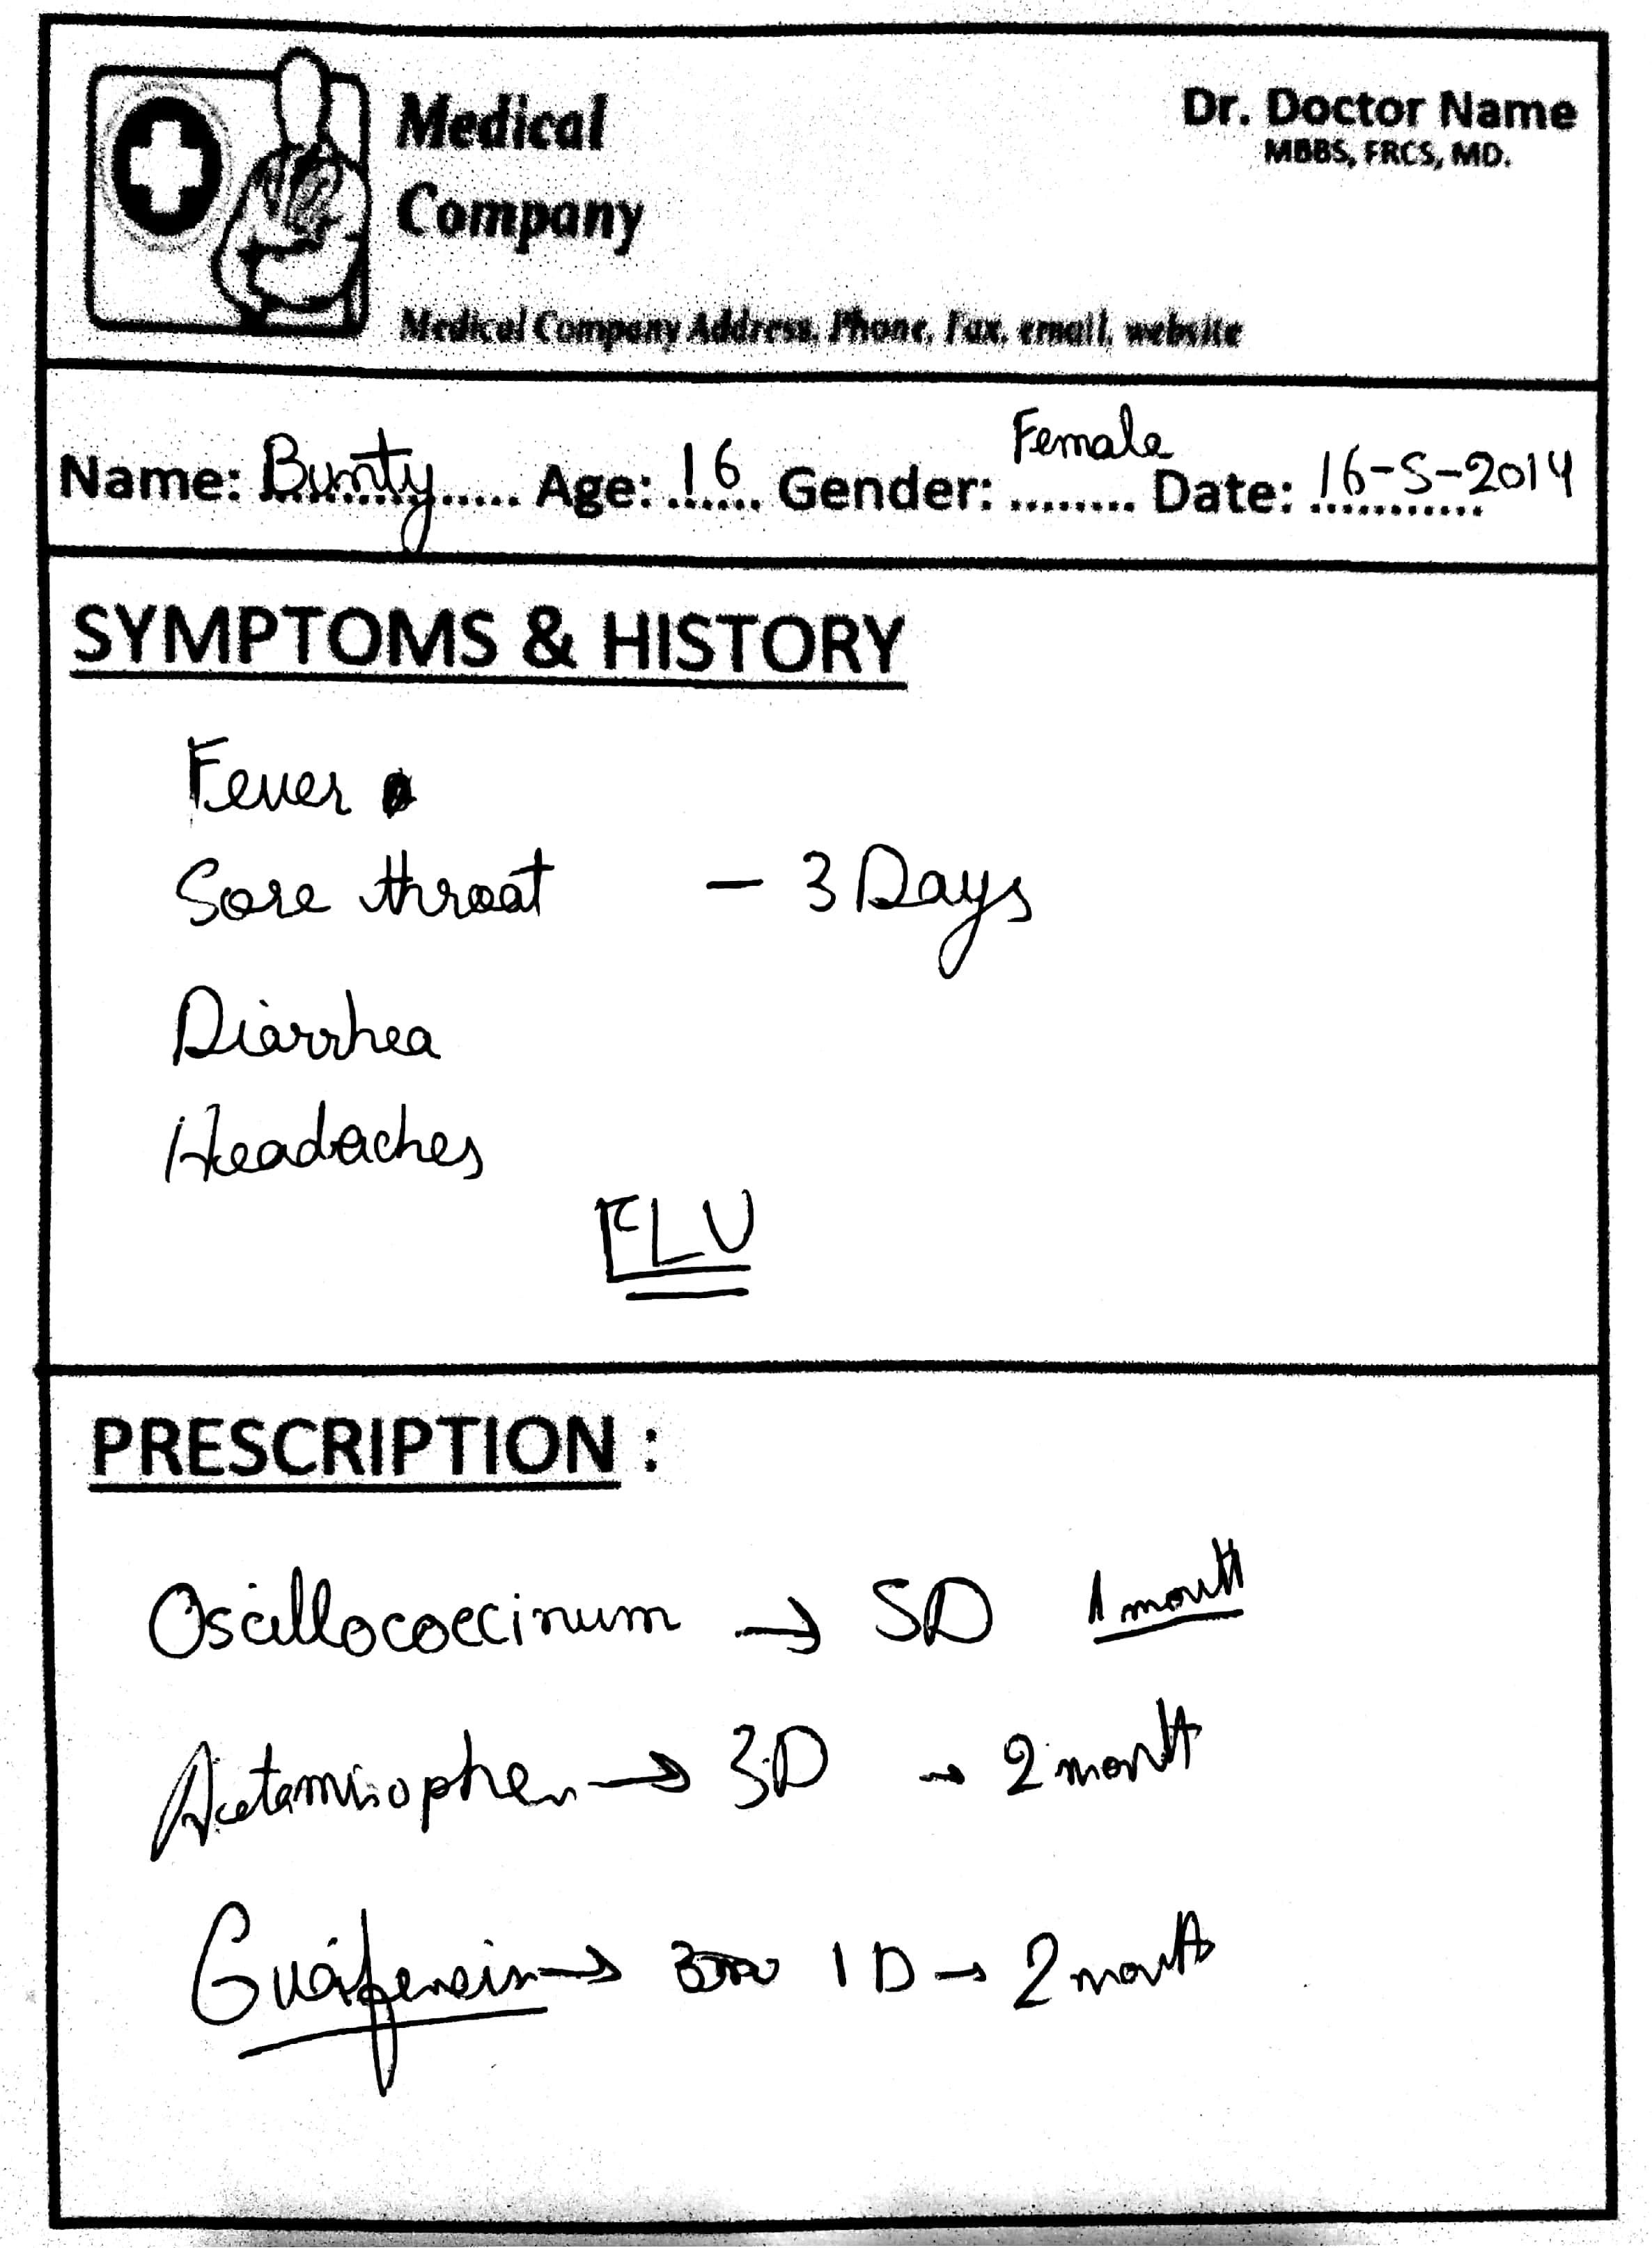 Medical
Company
Dr. Doctor Name
MBBS, FRCS, MD.
Medical Company Address, Phone, Fax, email, website
Name: Bunty Age: 16 Gender: Female Date: 16-5-2014
SYMPTOMS & HISTORY
Fever
Sore throat - 3 Days
Diarrhea
Headaches
FLU
PRESCRIPTION :
Oscillococcinum → 5D 1 month
Acetaminophen → 3D → 2 month
Guaifenesin → 1D → 2 month